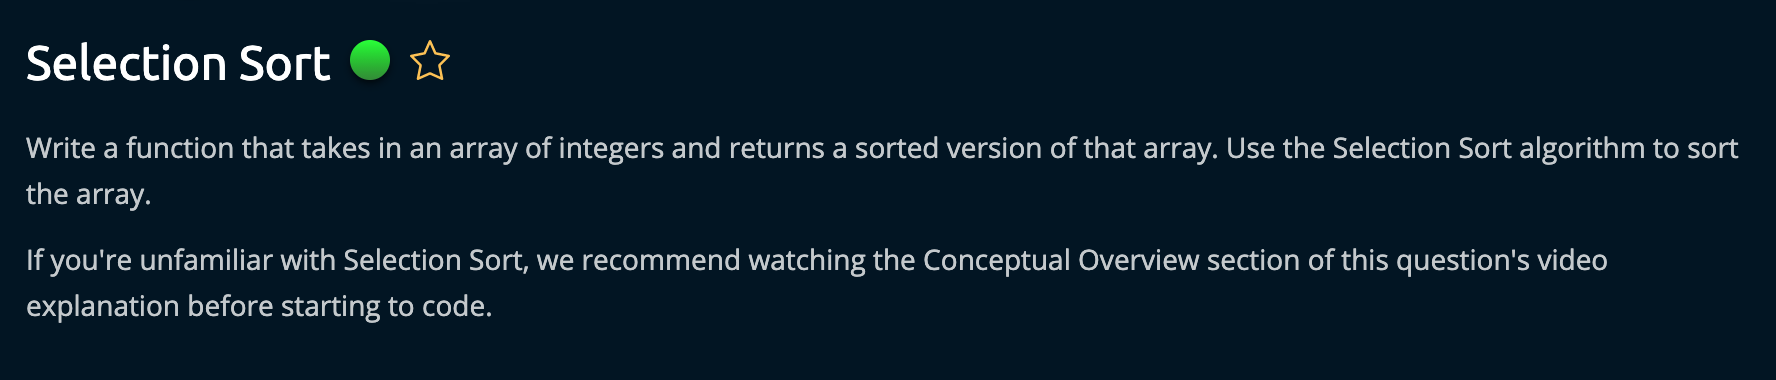 Selection Sort
Write a function that takes in an array of integers and returns a sorted version of that array. Use the Selection Sort algorithm to sort
the array.
If you're unfamiliar with Selection Sort, we recommend watching the Conceptual Overview section of this question's video
explanation before starting to code.